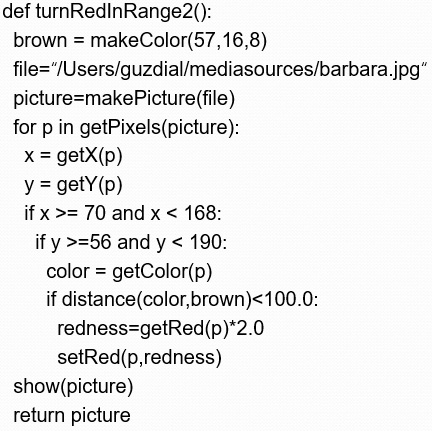 def turnRedInRange2():
  brown = makeColor(57,16,8)
  file=“/Users/guzdial/mediasources/barbara.jpg“
  picture=makePicture(file)
  for p in getPixels(picture):
    x = getX(p)
    y = getY(p)
    if x >= 70 and x < 168:
      if y >=56 and y < 190:
        color = getColor(p)
        if distance(color,brown)<100.0:
          redness=getRed(p)*2.0
          setRed(p,redness)
  show(picture)
  return picture